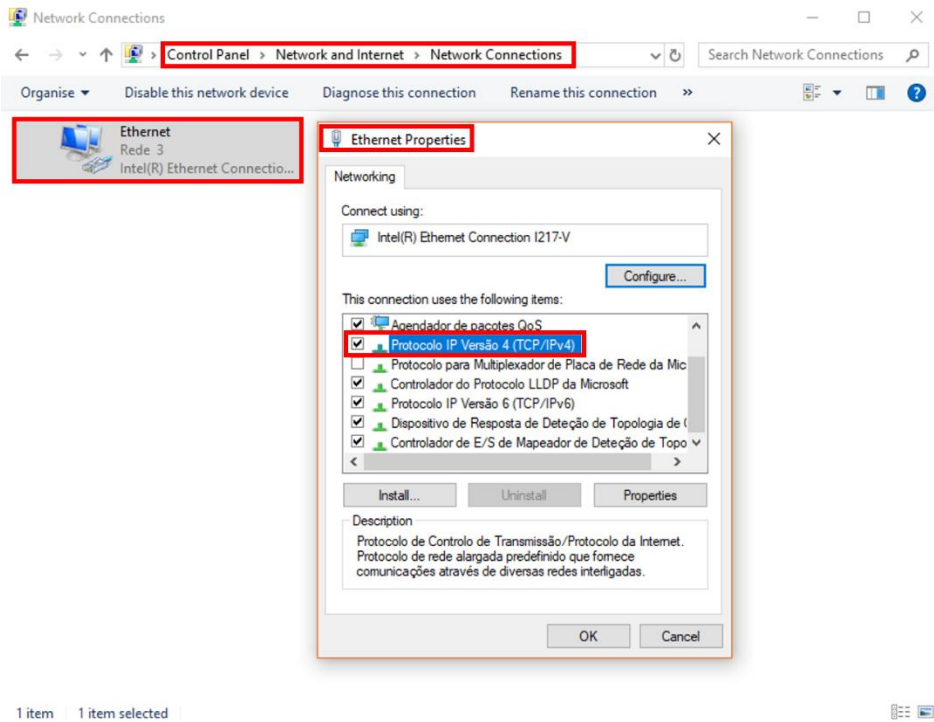 Network Connections
Control Panel > Network and Internet > Network Connections
Search Network Connections
Organise
Disable this network device
Diagnose this connection
Rename this connection
»
Ethernet
Rede 3
Intel(R) Ethernet Connectio...
Ethernet Properties
Networking
Connect using:
Intel(R) Ethernet Connection I217-V
Configure...
This connection uses the following items:
Agendador de pacotes QoS
Protocolo IP Versão 4 (TCP/IPv4)
Protocolo para Multiplexador de Placa de Rede da Mic
Controlador do Protocolo LLDP da Microsoft
Protocolo IP Versão 6 (TCP/IPv6)
Dispositivo de Resposta de Deteção de Topologia de
Controlador de E/S de Mapeador de Deteção de Topo
Install...
Uninstall
Properties
Description
Protocolo de Controlo de Transmissão/Protocolo da Internet.
Protocolo de rede alargada predefinido que fornece
comunicações através de diversas redes interligadas.
OK
Cancel
1 item
1 item selected